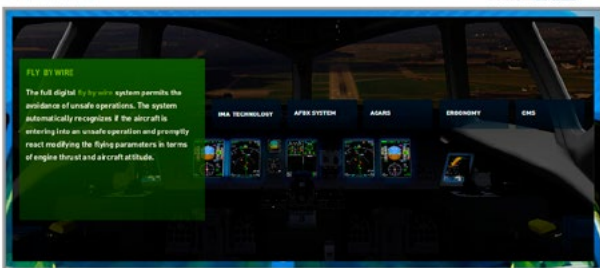 FLY BY WIRE
The full digital fly by wire system permits the
avoidance of unsafe operations. The system
automatically recognizes if the aircraft is
entering into an unsafe operation and promptly
react modifying the flying parameters in terms
of engine thrust and aircraft attitude.
IMA TECHNOLOGY AFDX SYSTEM AGARS ERGONOMY CMS